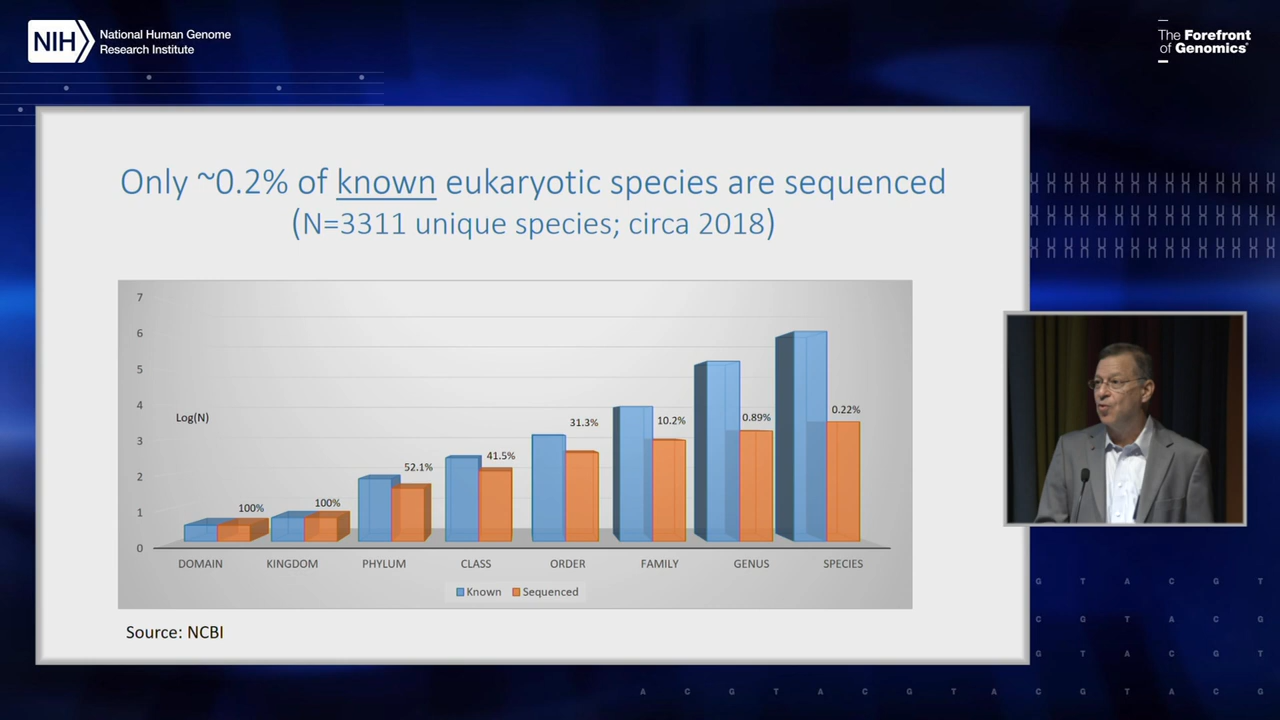 NIH
National Human Genome
Research Institute
The Forefront
of Genomics®
Only ~0.2% of known eukaryotic species are sequenced
(N=3311 unique species; circa 2018)
7
6
5
4
3
2
1
0
Log(N)
100%
100%
52.1%
41.5%
31.3%
10.2%
0.89%
0.22%
DOMAIN
KINGDOM
PHYLUM
CLASS
ORDER
FAMILY
GENUS
SPECIES
Known
Sequenced
Source: NCBI
G T A C G T
C G T A C G
G T A C G T
A C G T A C G T A C G T A C G